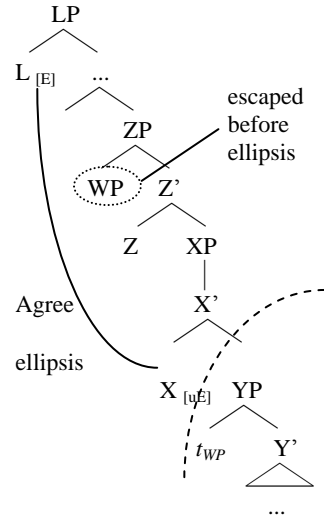 LP
L [E] ...
escaped
before
ellipsis
ZP
WP Z’
Z XP
X’
Agree
ellipsis
X [uE] YP
tWP Y’
...